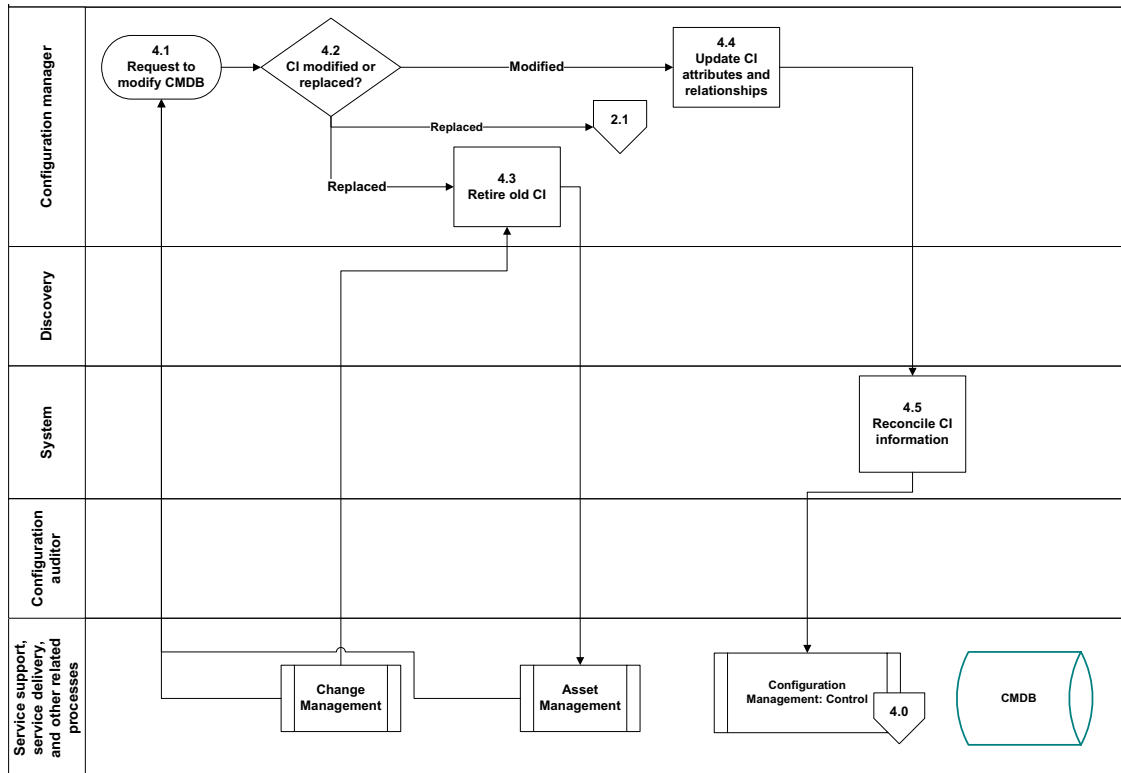 Configuration manager
4.1
Request to
modify CMDB
4.2
CI modified or
replaced?
Modified
4.4
Update CI
attributes and
relationships
Replaced
2.1
Replaced
4.3
Retire old CI
Discovery
System
4.5
Reconcile CI
information
Configuration
auditor
Service support,
service delivery,
and other related
processes
Change
Management
Asset
Management
Configuration
Management: Control
4.0
CMDB